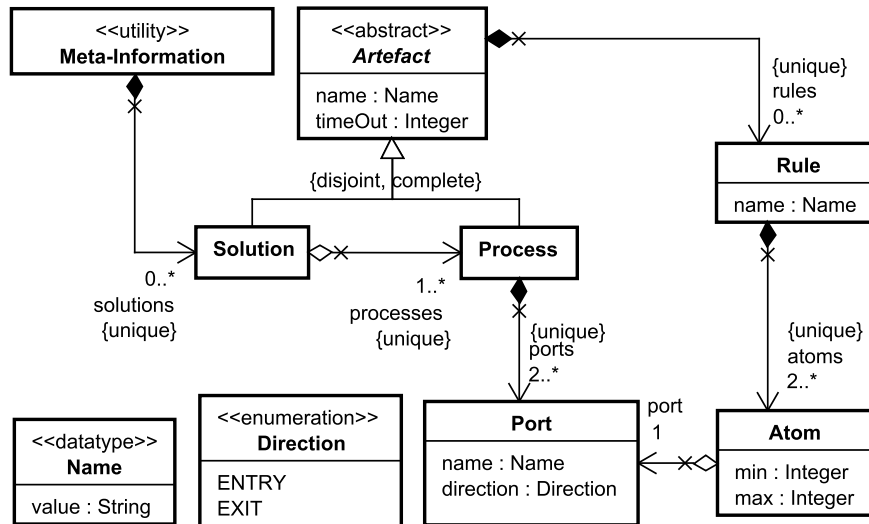 <<utility>>
Meta-Information
<<abstract>>
Artefact
name : Name
timeOut : Integer
{unique}
rules
0..*
Rule
name : Name
{disjoint, complete}
Solution
Process
0..*
solutions
{unique}
1..*
processes
{unique}
{unique}
ports
2..*
{unique}
atoms
2..*
<<datatype>>
Name
value : String
<<enumeration>>
Direction
ENTRY
EXIT
Port
name : Name
direction : Direction
port
1
Atom
min : Integer
max : Integer